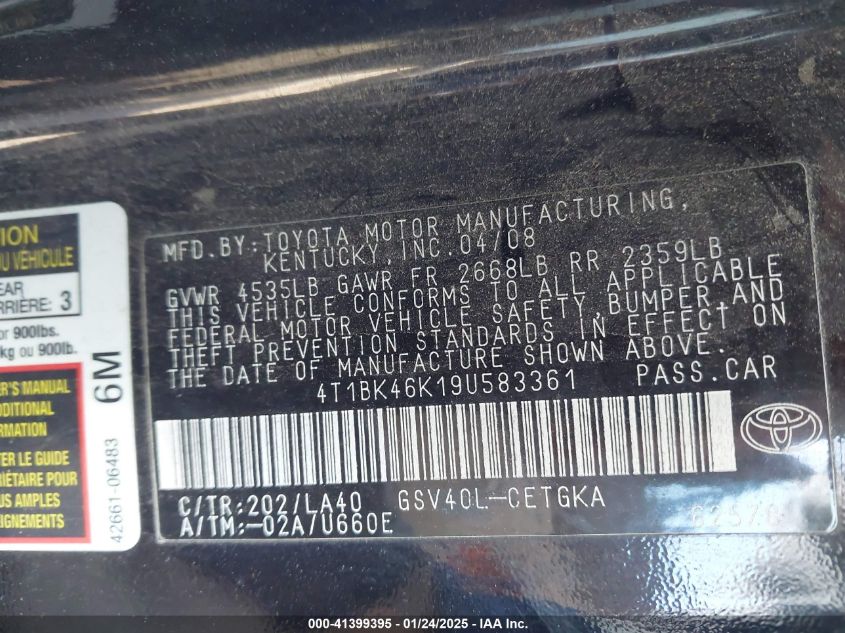 ION
U VÉHICULE
EAR
RRIÈRE: 3
or 900lbs.
kg ou 900lb.
6M
R'S MANUAL
DDITIONAL
RMATION
TER LE GUIDE
RIÉTAIRE POUR
US AMPLES
EIGNEMENTS
42661-06483
MFD. BY: TOYOTA MOTOR MANUFACTURING,
KENTUCKY, INC. 04/08
GVWR 4535LB GAWR FR 2668LB RR 2359LB
THIS VEHICLE CONFORMS TO ALL APPLICABLE
FEDERAL MOTOR VEHICLE SAFETY, BUMPER, AND
THEFT PREVENTION STANDARDS IN EFFECT ON
THE DATE OF MANUFACTURE SHOWN ABOVE.
4T1BK46K19U583361 PASS.CAR
C/TR:202/LA40 GSV40L-CETGKA
A/TM:-02A/U660E
000-41399395 - 01/24/2025 - IAA Inc.